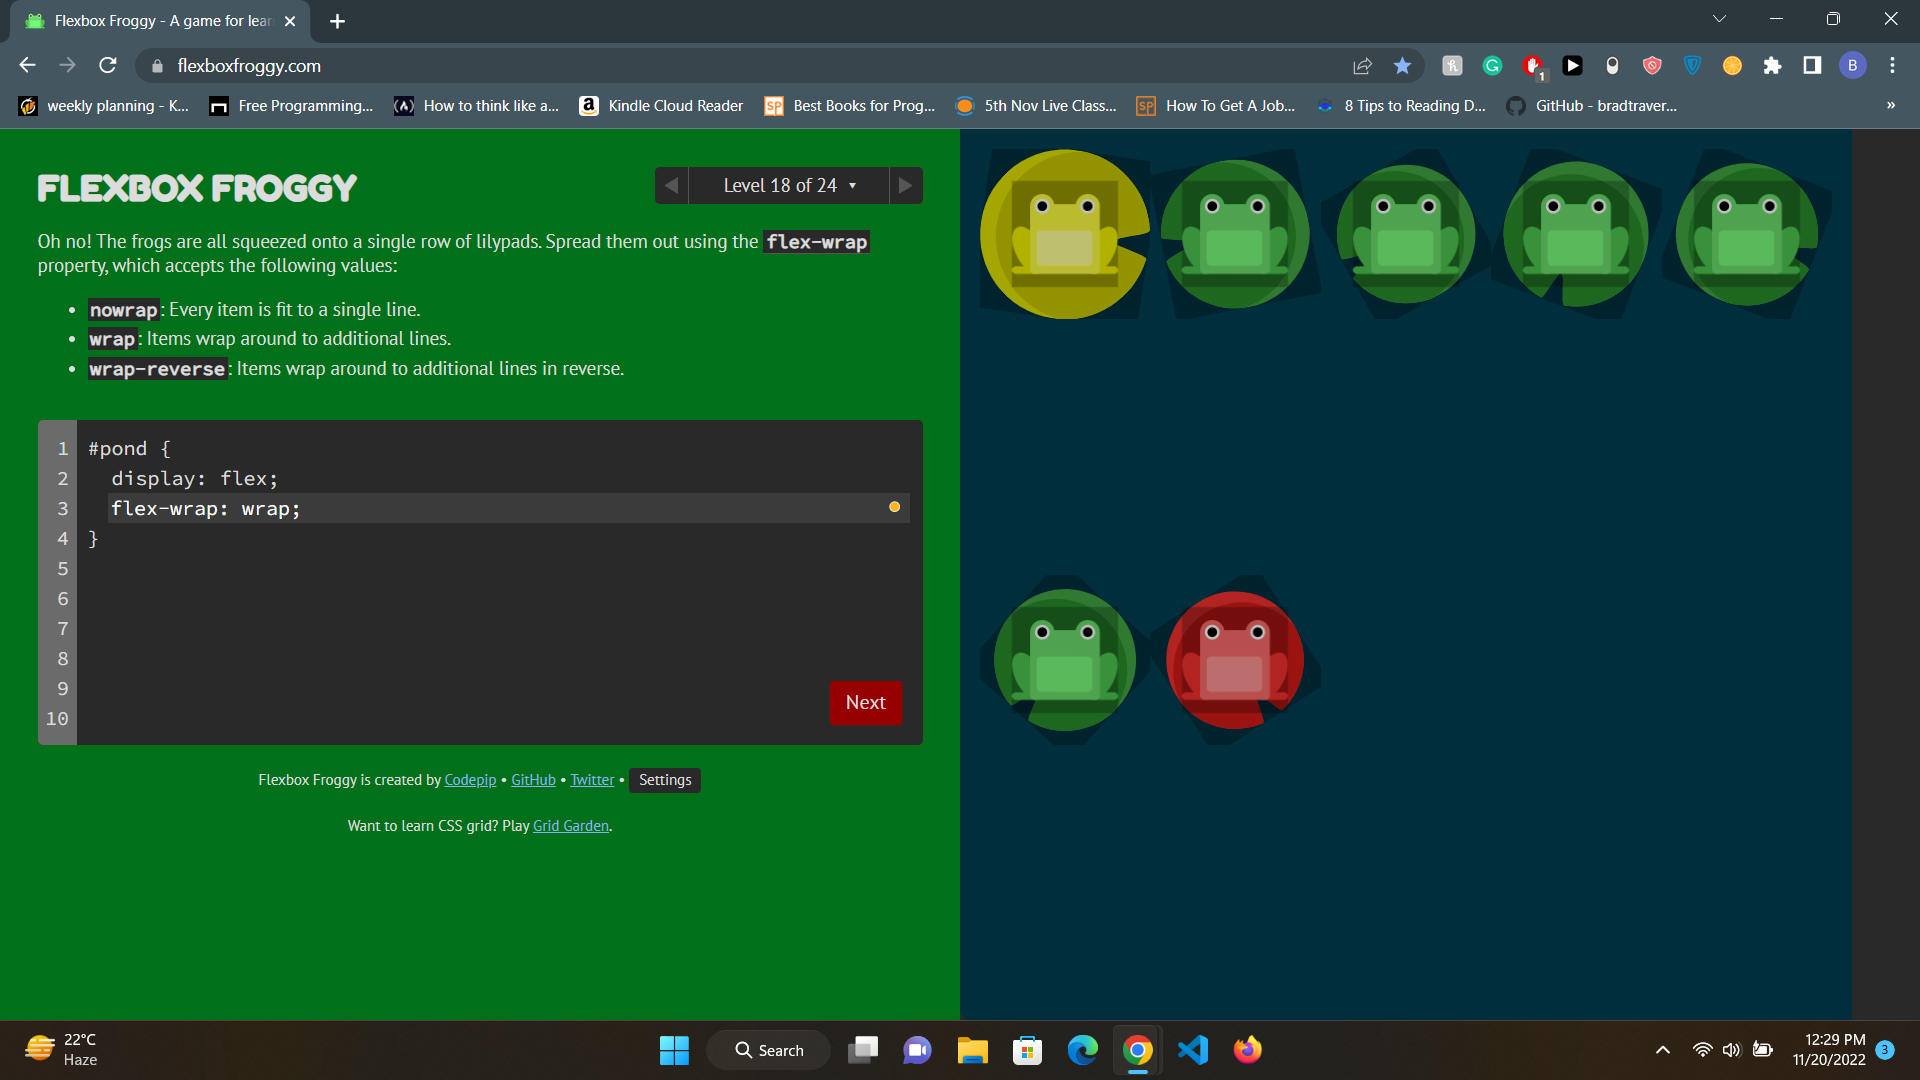 Flexbox Froggy - A game for lear
flexboxfroggy.com
1
B
weekly planning - K...
Free Programming...
How to think like a...
Kindle Cloud Reader
Best Books for Prog...
5th Nov Live Class...
How To Get A Job...
8 Tips to Reading D...
GitHub - bradtraver...
»
FLEXBOX FROGGY
Level 18 of 24
Oh no! The frogs are all squeezed onto a single row of lilypads. Spread them out using the flex-wrap
property, which accepts the following values:
• nowrap: Every item is fit to a single line.
• wrap: Items wrap around to additional lines.
• wrap-reverse: Items wrap around to additional lines in reverse.
1 #pond {
2 display: flex;
3 flex-wrap: wrap;
4 }
5
6
7
8
9
10
Next
Flexbox Froggy is created by Codepip • GitHub • Twitter • Settings
Want to learn CSS grid? Play Grid Garden.
22°C
Haze
Search
12:29 PM
11/20/2022
3